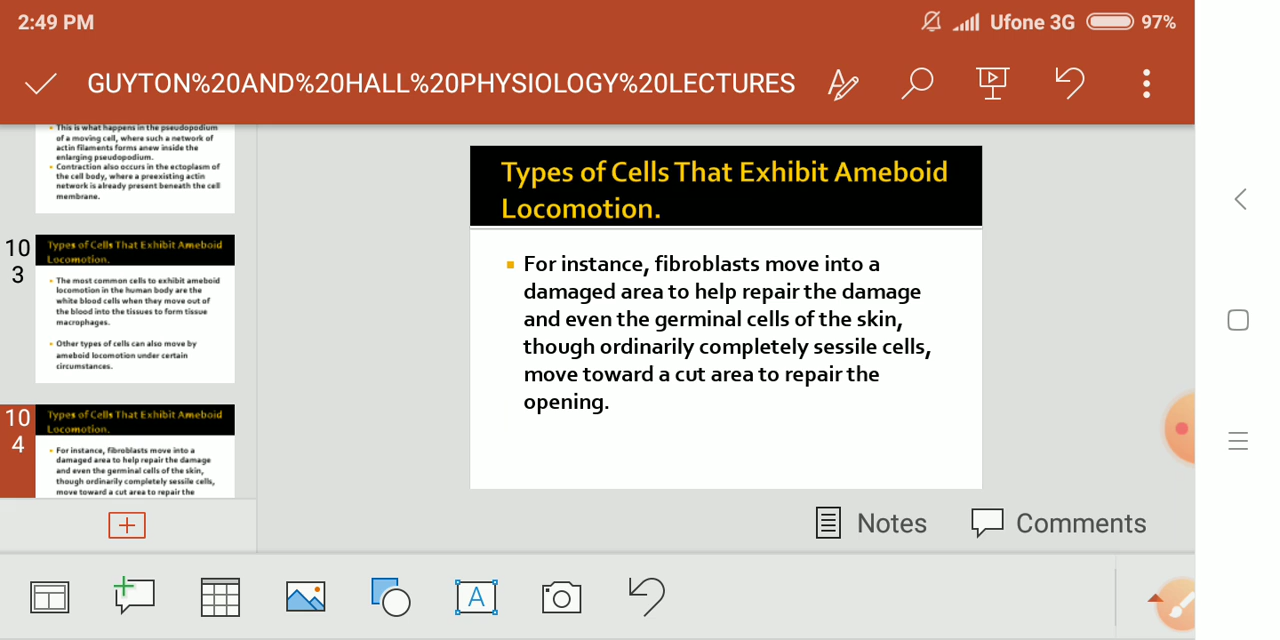 2:49 PM
Ufone 3G 97%
GUYTON%20AND%20HALL%20PHYSIOLOGY%20LECTURES
This is what happens in the pseudopodium
of a moving cell, where such a network of
actin filaments forms anew inside the
enlarging pseudopodium.
Contraction also occurs in the ectoplasm of
the cell body, where a preexisting actin
network is already present beneath the cell
membrane.
10
3
Types of Cells That Exhibit Ameboid
Locomotion.
The most common cells to exhibit ameboid
locomotion in the human body are the
white blood cells when they move out of
the blood into the tissues to form tissue
macrophages.
Other types of cells can also move by
ameboid locomotion under certain
circumstances.
10
4
Types of Cells That Exhibit Ameboid
Locomotion.
For instance, fibroblasts move into a
damaged area to help repair the damage
and even the germinal cells of the skin,
though ordinarily completely sessile cells,
move toward a cut area to repair the
Types of Cells That Exhibit Ameboid
Locomotion.
For instance, fibroblasts move into a
damaged area to help repair the damage
and even the germinal cells of the skin,
though ordinarily completely sessile cells,
move toward a cut area to repair the
opening.
Notes
Comments
A